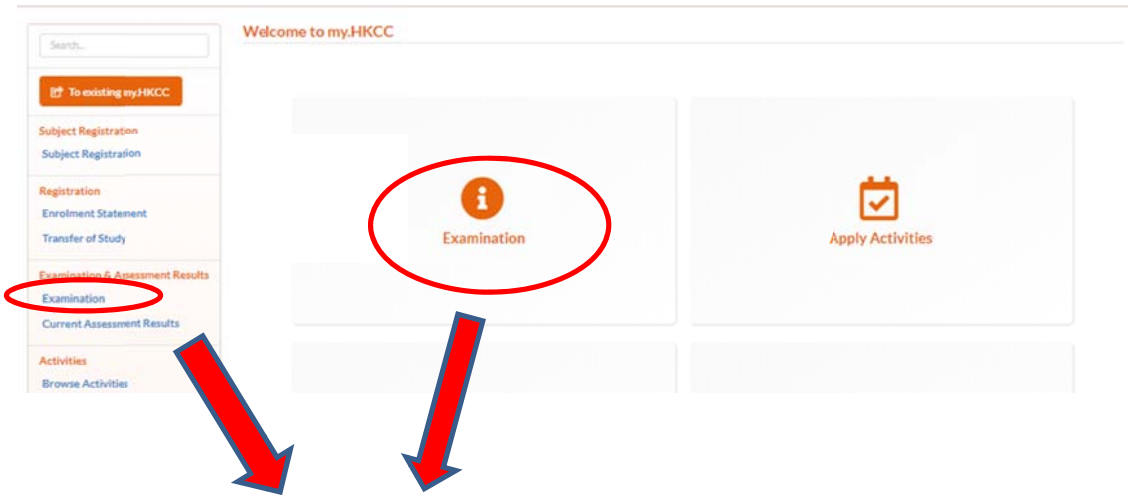 Welcome to my.HKCC
Search...
To existing my.HKCC
Subject Registration
Subject Registration
Registration
Enrolment Statement
Transfer of Study
Examination & Assessment Results
Examination
Current Assessment Results
Activities
Browse Activities
Examination
Apply Activities